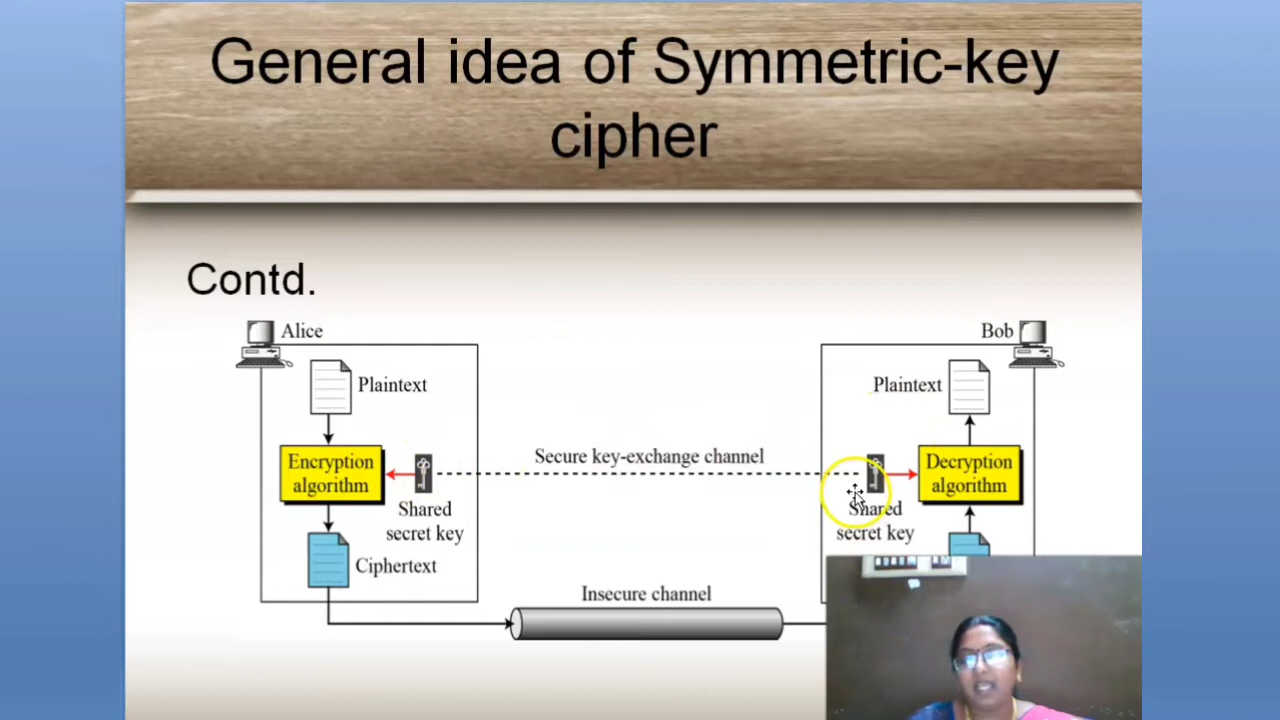 General idea of Symmetric-key
cipher
Contd.
Alice
Bob
Plaintext
Plaintext
Encryption
algorithm
Secure key-exchange channel
Decryption
algorithm
Shared
secret key
Shared
secret key
Ciphertext
Insecure channel